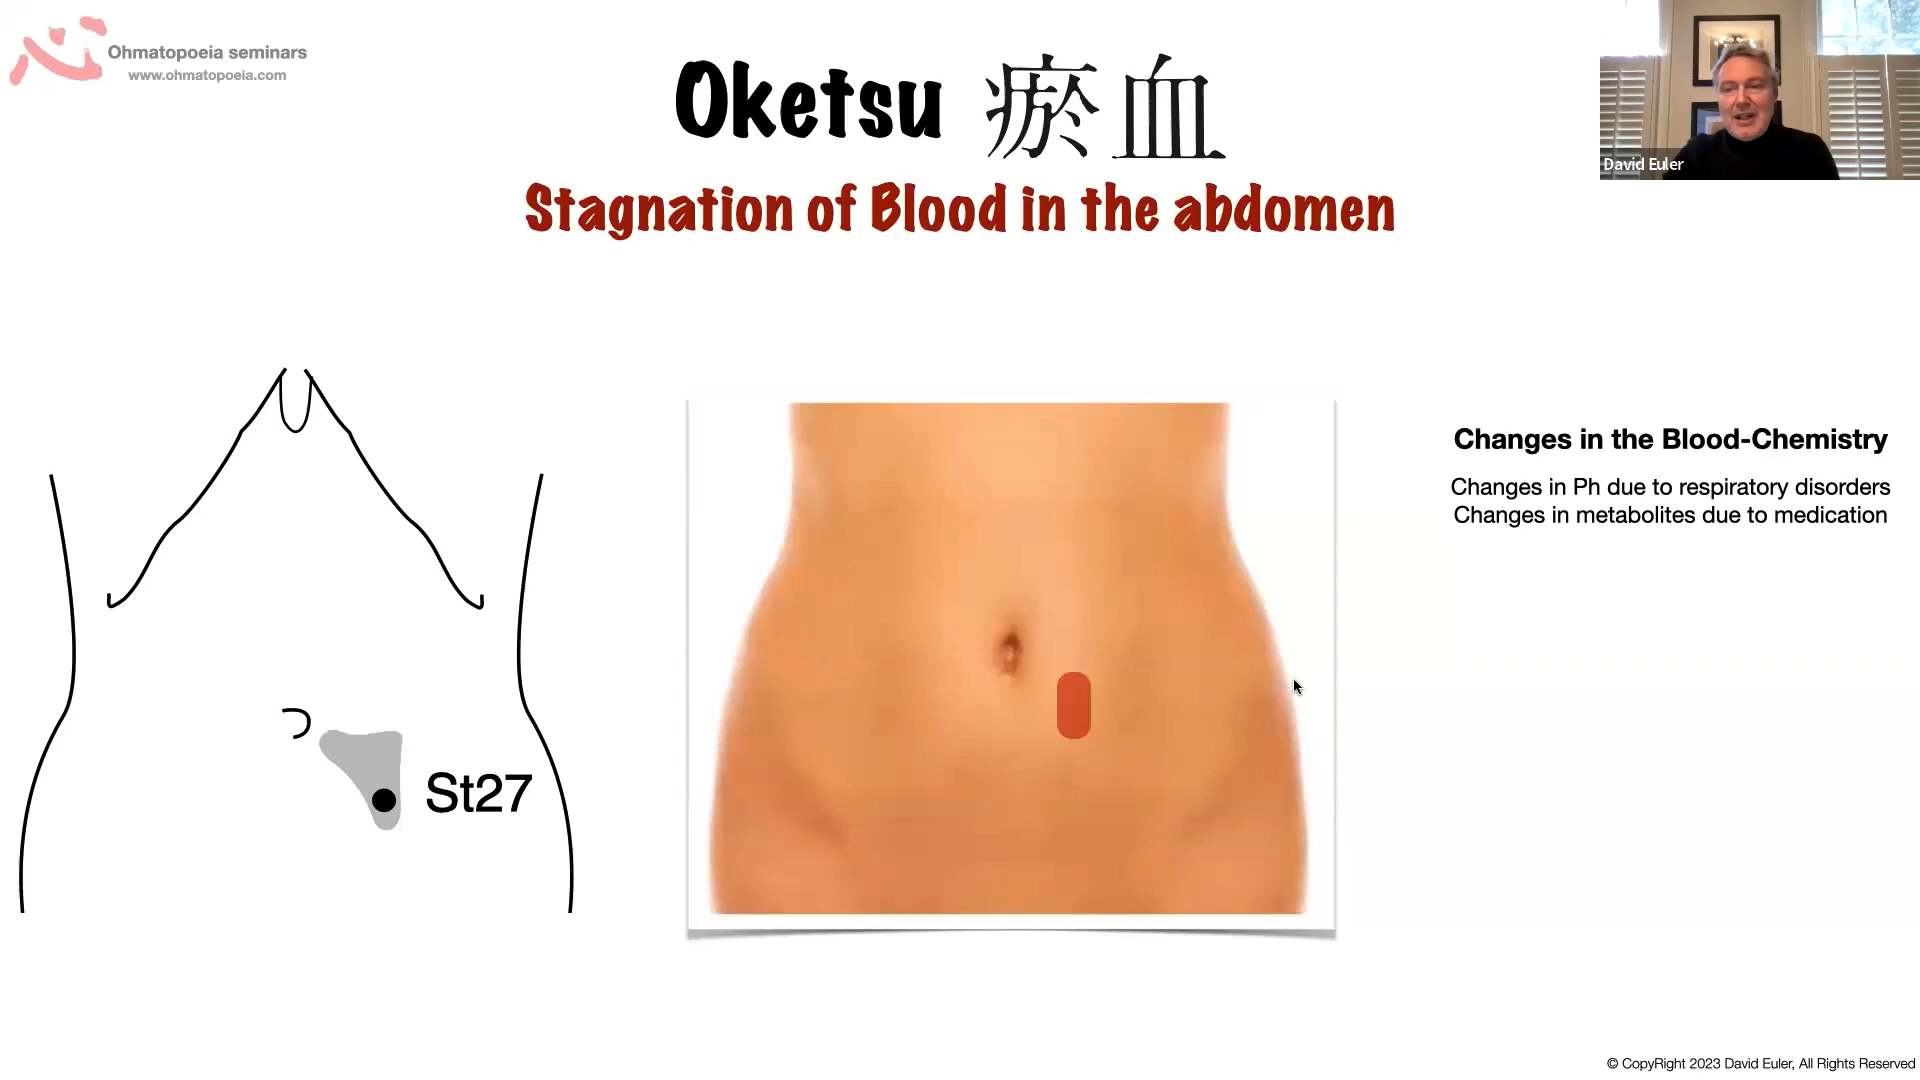 Ohmatopoeia seminars
www.ohmatopoeia.com
Oketsu 瘀血
Stagnation of Blood in the abdomen
David Euler
Changes in the Blood-Chemistry
Changes in Ph due to respiratory disorders
Changes in metabolites due to medication
St27
© CopyRight 2023 David Euler, All Rights Reserved